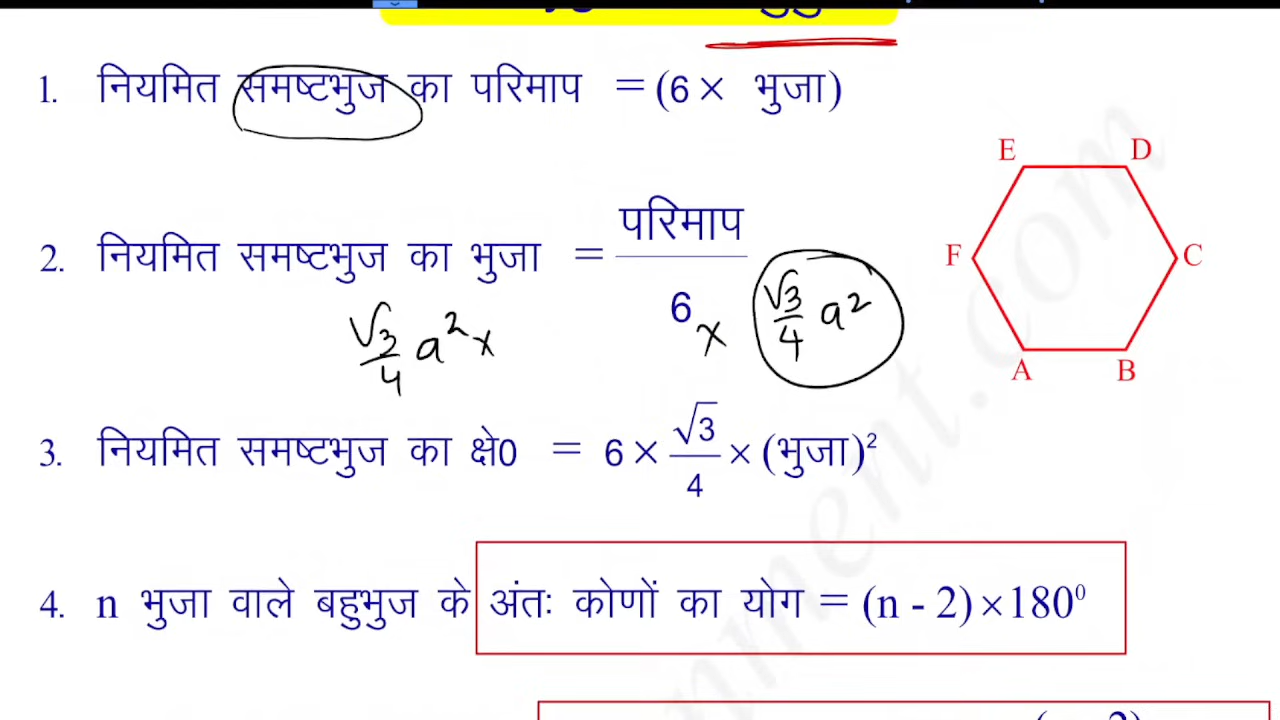 1. नियमित समष्टभुज का परिमाप = (6 × भुजा)
E D
2. नियमित समष्टभुज का भुजा = परिमाप / 6
F C
√3/4 a² x
x √3/4 a²
A B
3. नियमित समष्टभुज का क्षे0 = 6 × √3/4 × (भुजा)²
4. n भुजा वाले बहुभुज के अंतः कोणों का योग = (n - 2) × 180⁰